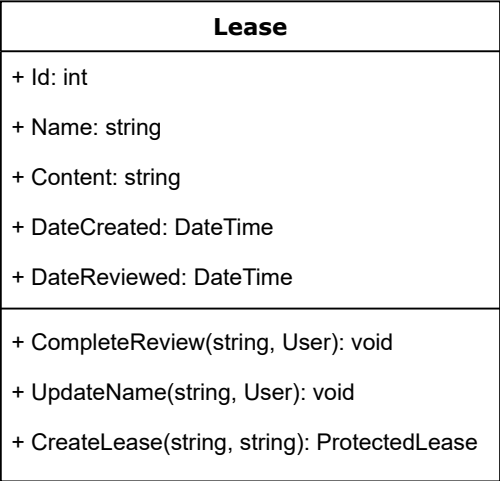 Lease
+ Id: int
+ Name: string
+ Content: string
+ DateCreated: DateTime
+ DateReviewed: DateTime
+ CompleteReview(string, User): void
+ UpdateName(string, User): void
+ CreateLease(string, string): ProtectedLease